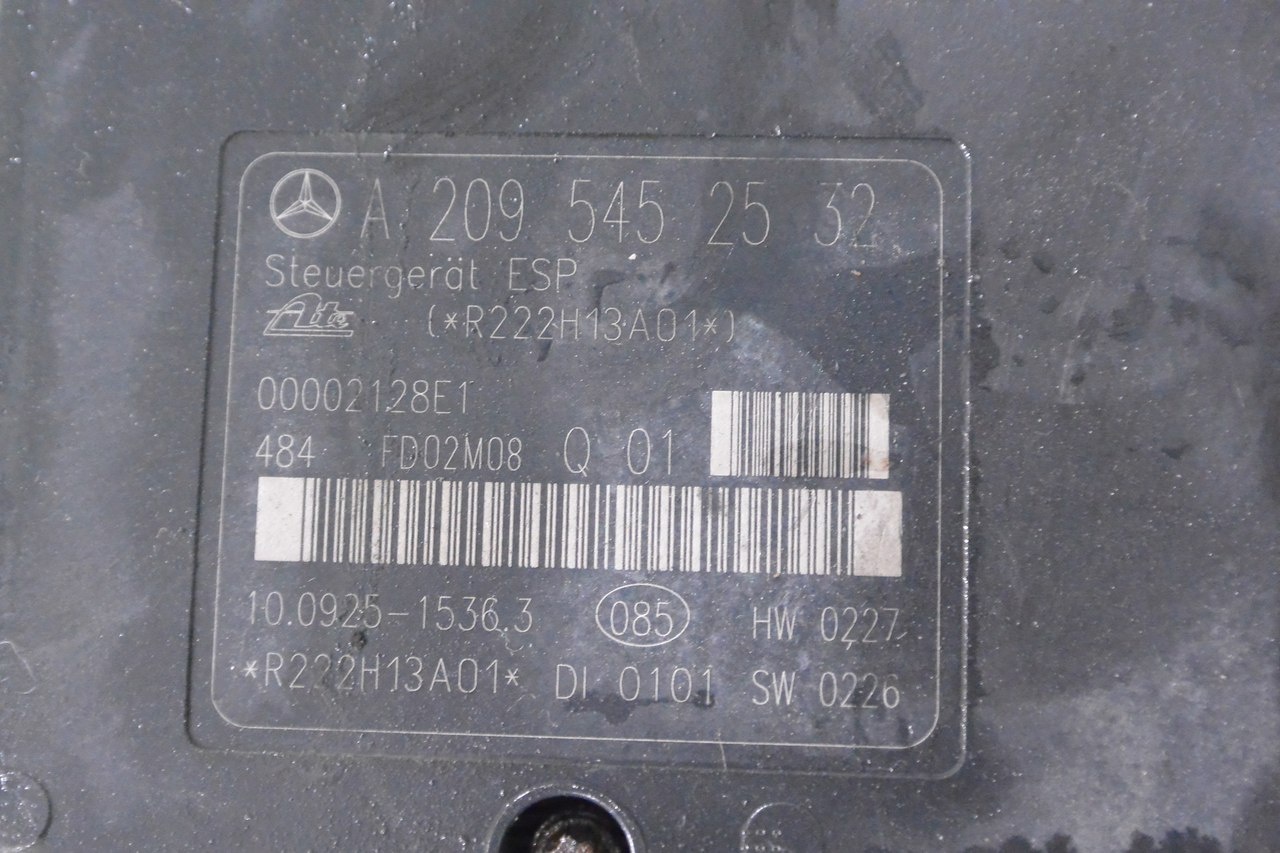 A 209 545 25 32
Steuergerät ESP
Ate (*R222H13A01*)
00002128E1
484 FD02M08 Q 01
10.0925-1536.3 085 HW 0227
*R222H13A01* DI 0101 SW 0226